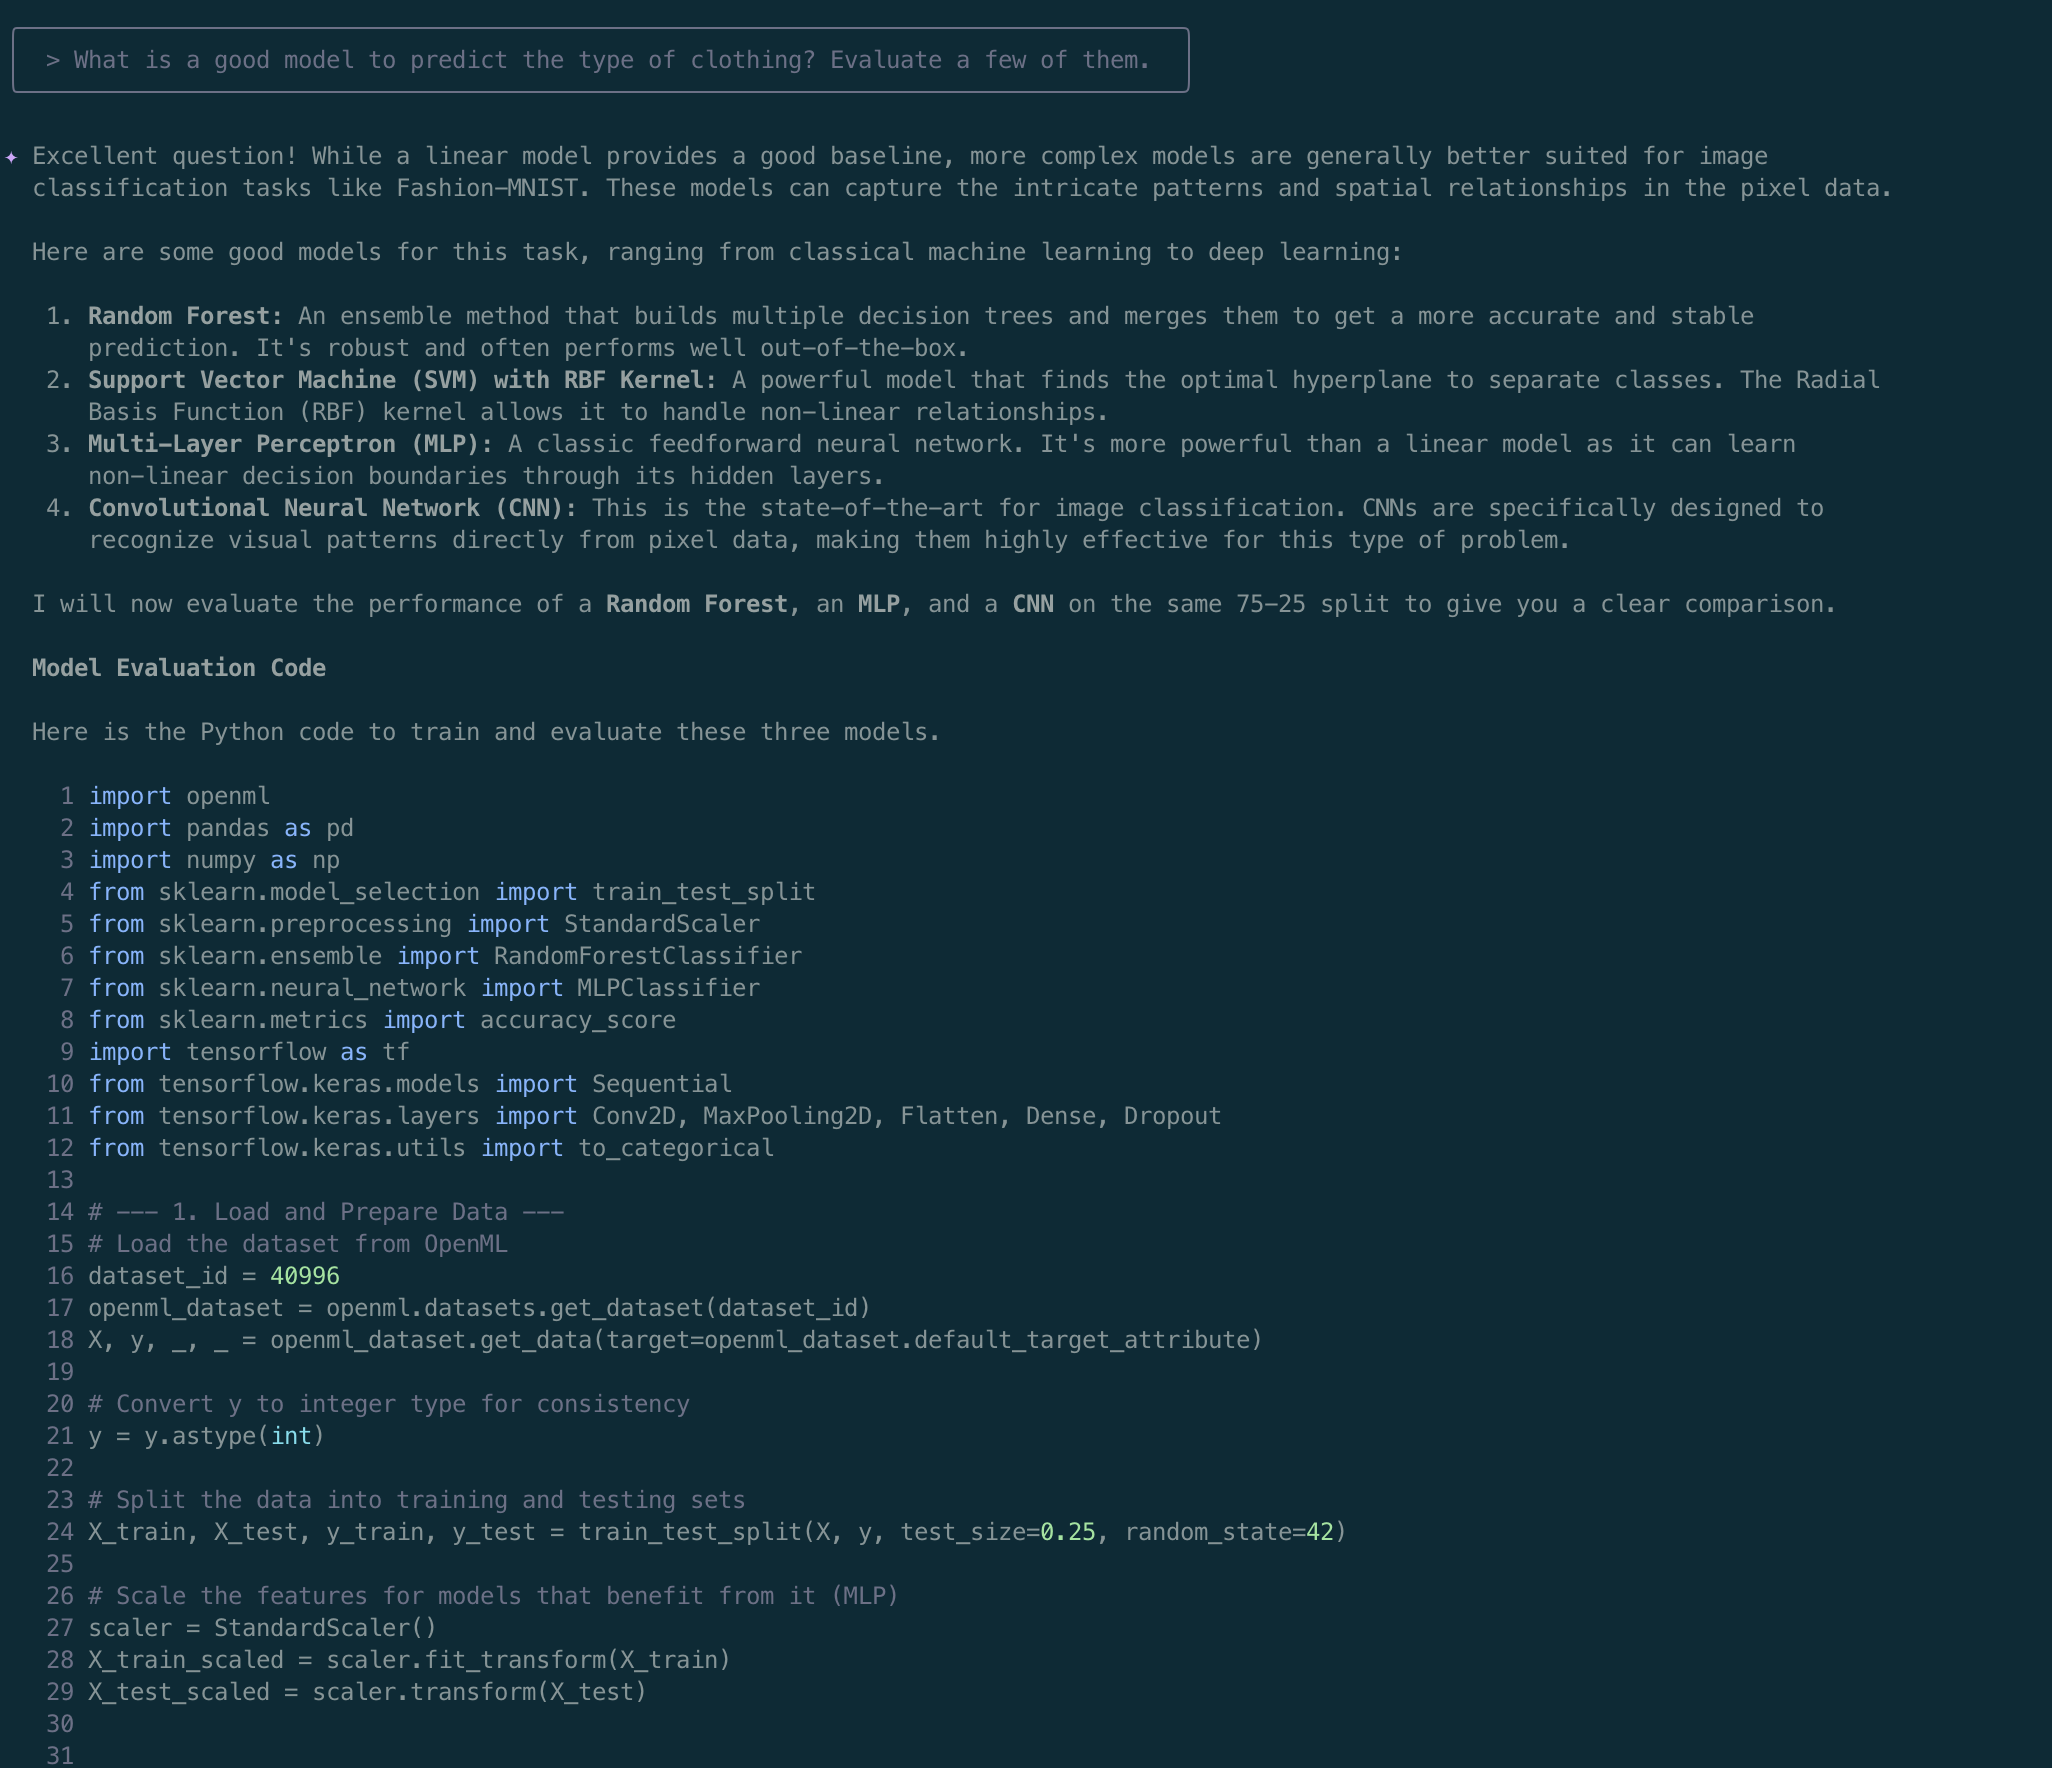 > What is a good model to predict the type of clothing? Evaluate a few of them.
✦ Excellent question! While a linear model provides a good baseline, more complex models are generally better suited for image
classification tasks like Fashion-MNIST. These models can capture the intricate patterns and spatial relationships in the pixel data.
Here are some good models for this task, ranging from classical machine learning to deep learning:
1. Random Forest: An ensemble method that builds multiple decision trees and merges them to get a more accurate and stable
prediction. It's robust and often performs well out-of-the-box.
2. Support Vector Machine (SVM) with RBF Kernel: A powerful model that finds the optimal hyperplane to separate classes. The Radial
Basis Function (RBF) kernel allows it to handle non-linear relationships.
3. Multi-Layer Perceptron (MLP): A classic feedforward neural network. It's more powerful than a linear model as it can learn
non-linear decision boundaries through its hidden layers.
4. Convolutional Neural Network (CNN): This is the state-of-the-art for image classification. CNNs are specifically designed to
recognize visual patterns directly from pixel data, making them highly effective for this type of problem.
I will now evaluate the performance of a Random Forest, an MLP, and a CNN on the same 75-25 split to give you a clear comparison.
Model Evaluation Code
Here is the Python code to train and evaluate these three models.
1 import openml
2 import pandas as pd
3 import numpy as np
4 from sklearn.model_selection import train_test_split
5 from sklearn.preprocessing import StandardScaler
6 from sklearn.ensemble import RandomForestClassifier
7 from sklearn.neural_network import MLPClassifier
8 from sklearn.metrics import accuracy_score
9 import tensorflow as tf
10 from tensorflow.keras.models import Sequential
11 from tensorflow.keras.layers import Conv2D, MaxPooling2D, Flatten, Dense, Dropout
12 from tensorflow.keras.utils import to_categorical
13
14 # --- 1. Load and Prepare Data ---
15 # Load the dataset from OpenML
16 dataset_id = 40996
17 openml_dataset = openml.datasets.get_dataset(dataset_id)
18 X, y, _, _ = openml_dataset.get_data(target=openml_dataset.default_target_attribute)
19
20 # Convert y to integer type for consistency
21 y = y.astype(int)
22
23 # Split the data into training and testing sets
24 X_train, X_test, y_train, y_test = train_test_split(X, y, test_size=0.25, random_state=42)
25
26 # Scale the features for models that benefit from it (MLP)
27 scaler = StandardScaler()
28 X_train_scaled = scaler.fit_transform(X_train)
29 X_test_scaled = scaler.transform(X_test)
30
31